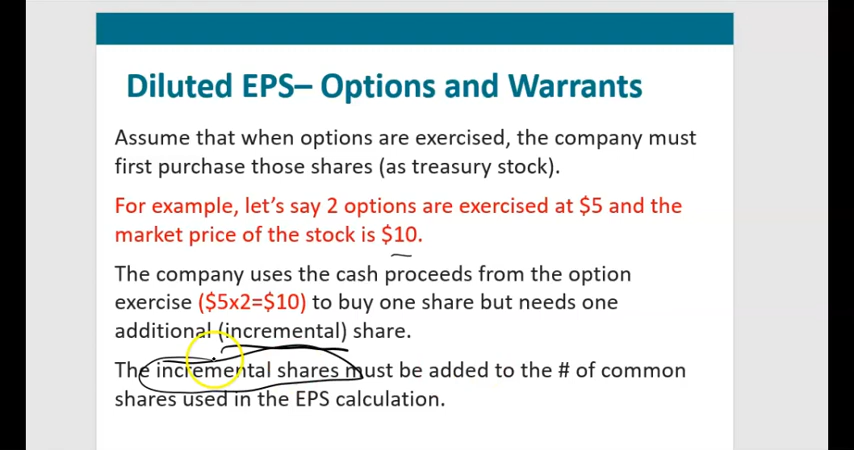 Diluted EPS– Options and Warrants
Assume that when options are exercised, the company must
first purchase those shares (as treasury stock).
For example, let’s say 2 options are exercised at $5 and the
market price of the stock is $10.
The company uses the cash proceeds from the option
exercise ($5x2=$10) to buy one share but needs one
additional (incremental) share.
The incremental shares must be added to the # of common
shares used in the EPS calculation.